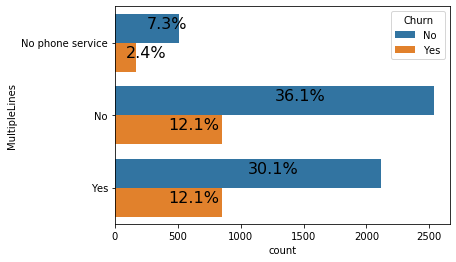 Churn
No
Yes
MultipleLines
No phone service
7.3%
2.4%
No
36.1%
12.1%
Yes
30.1%
12.1%
0 500 1000 1500 2000 2500
count